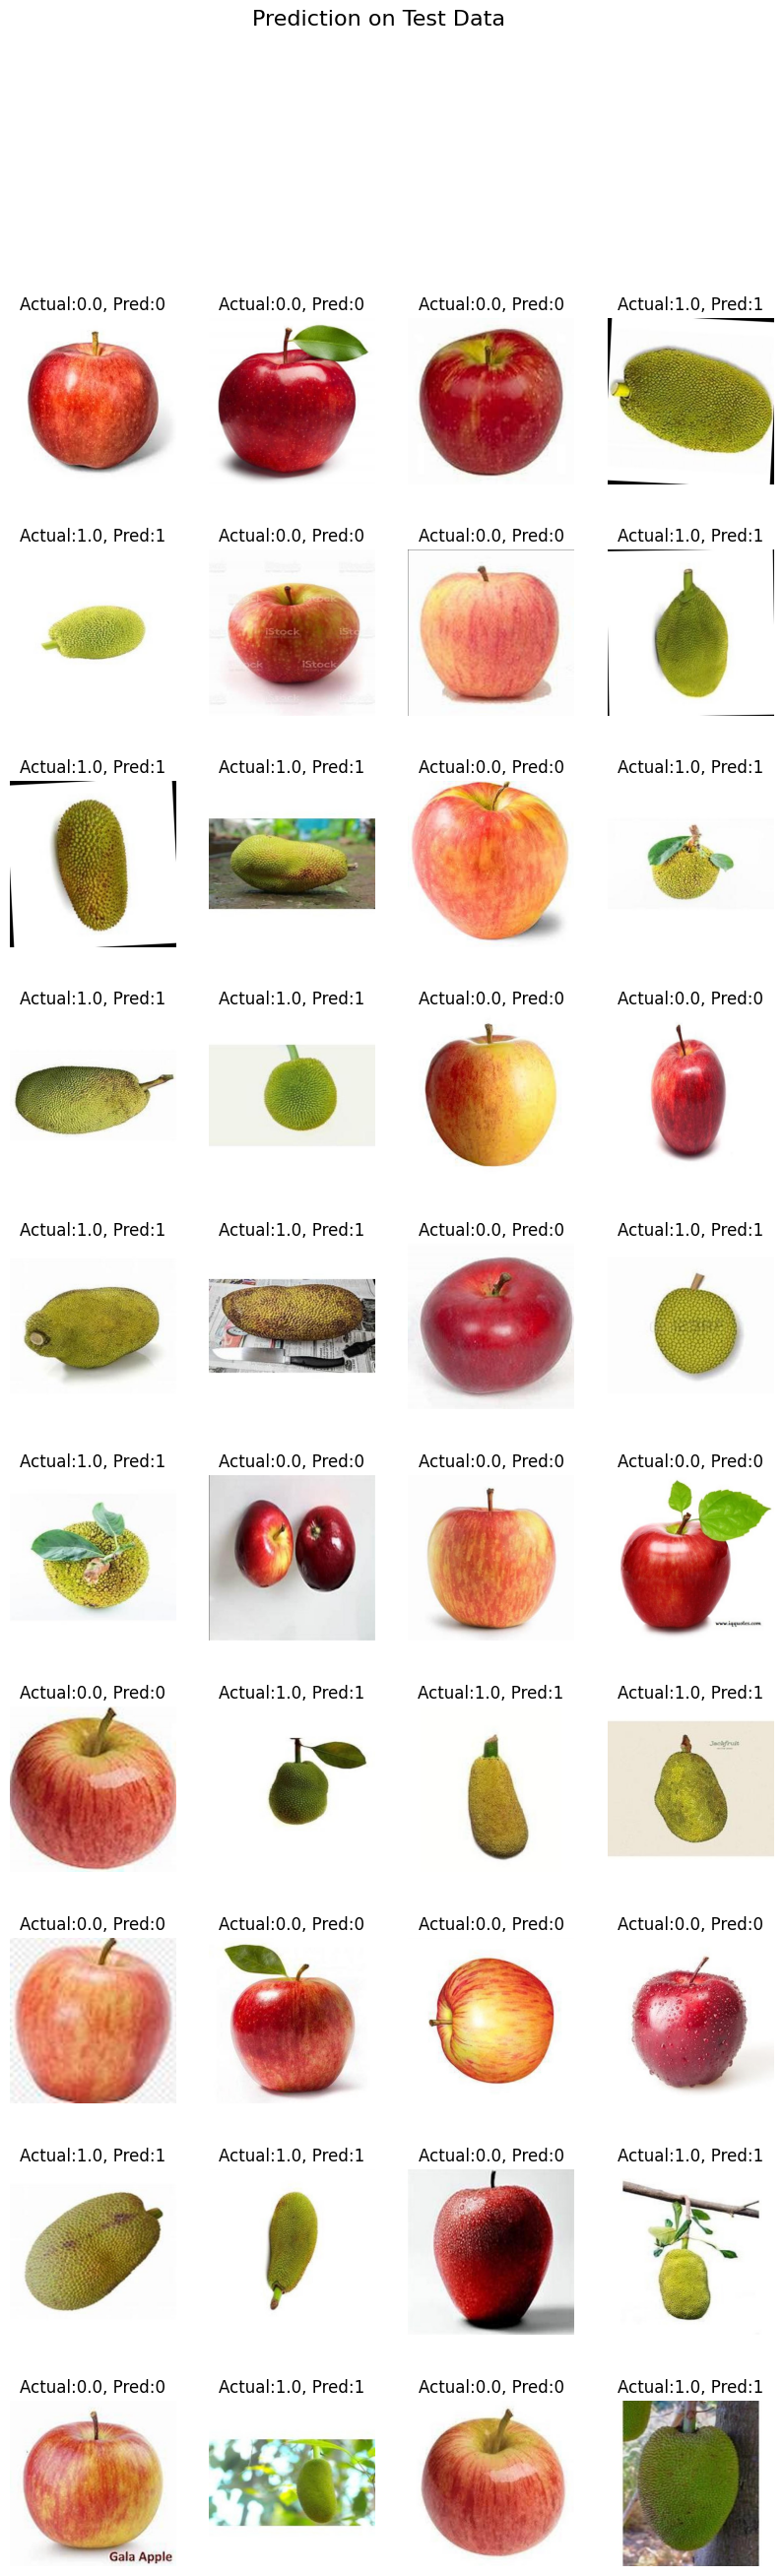 Prediction on Test Data
Actual:0.0, Pred:0 Actual:0.0, Pred:0 Actual:0.0, Pred:0 Actual:1.0, Pred:1
Actual:1.0, Pred:1 Actual:0.0, Pred:0 Actual:0.0, Pred:0 Actual:1.0, Pred:1
iStock
iStock
iStock
Actual:1.0, Pred:1 Actual:1.0, Pred:1 Actual:0.0, Pred:0 Actual:1.0, Pred:1
Actual:1.0, Pred:1 Actual:1.0, Pred:1 Actual:0.0, Pred:0 Actual:0.0, Pred:0
Actual:1.0, Pred:1 Actual:1.0, Pred:1 Actual:0.0, Pred:0 Actual:1.0, Pred:1
Actual:1.0, Pred:1 Actual:0.0, Pred:0 Actual:0.0, Pred:0 Actual:0.0, Pred:0
Actual:0.0, Pred:0 Actual:1.0, Pred:1 Actual:1.0, Pred:1 Actual:1.0, Pred:1
Jackfruit
Actual:0.0, Pred:0 Actual:0.0, Pred:0 Actual:0.0, Pred:0 Actual:0.0, Pred:0
Actual:1.0, Pred:1 Actual:1.0, Pred:1 Actual:0.0, Pred:0 Actual:1.0, Pred:1
Actual:0.0, Pred:0 Actual:1.0, Pred:1 Actual:0.0, Pred:0 Actual:1.0, Pred:1
Gala Apple